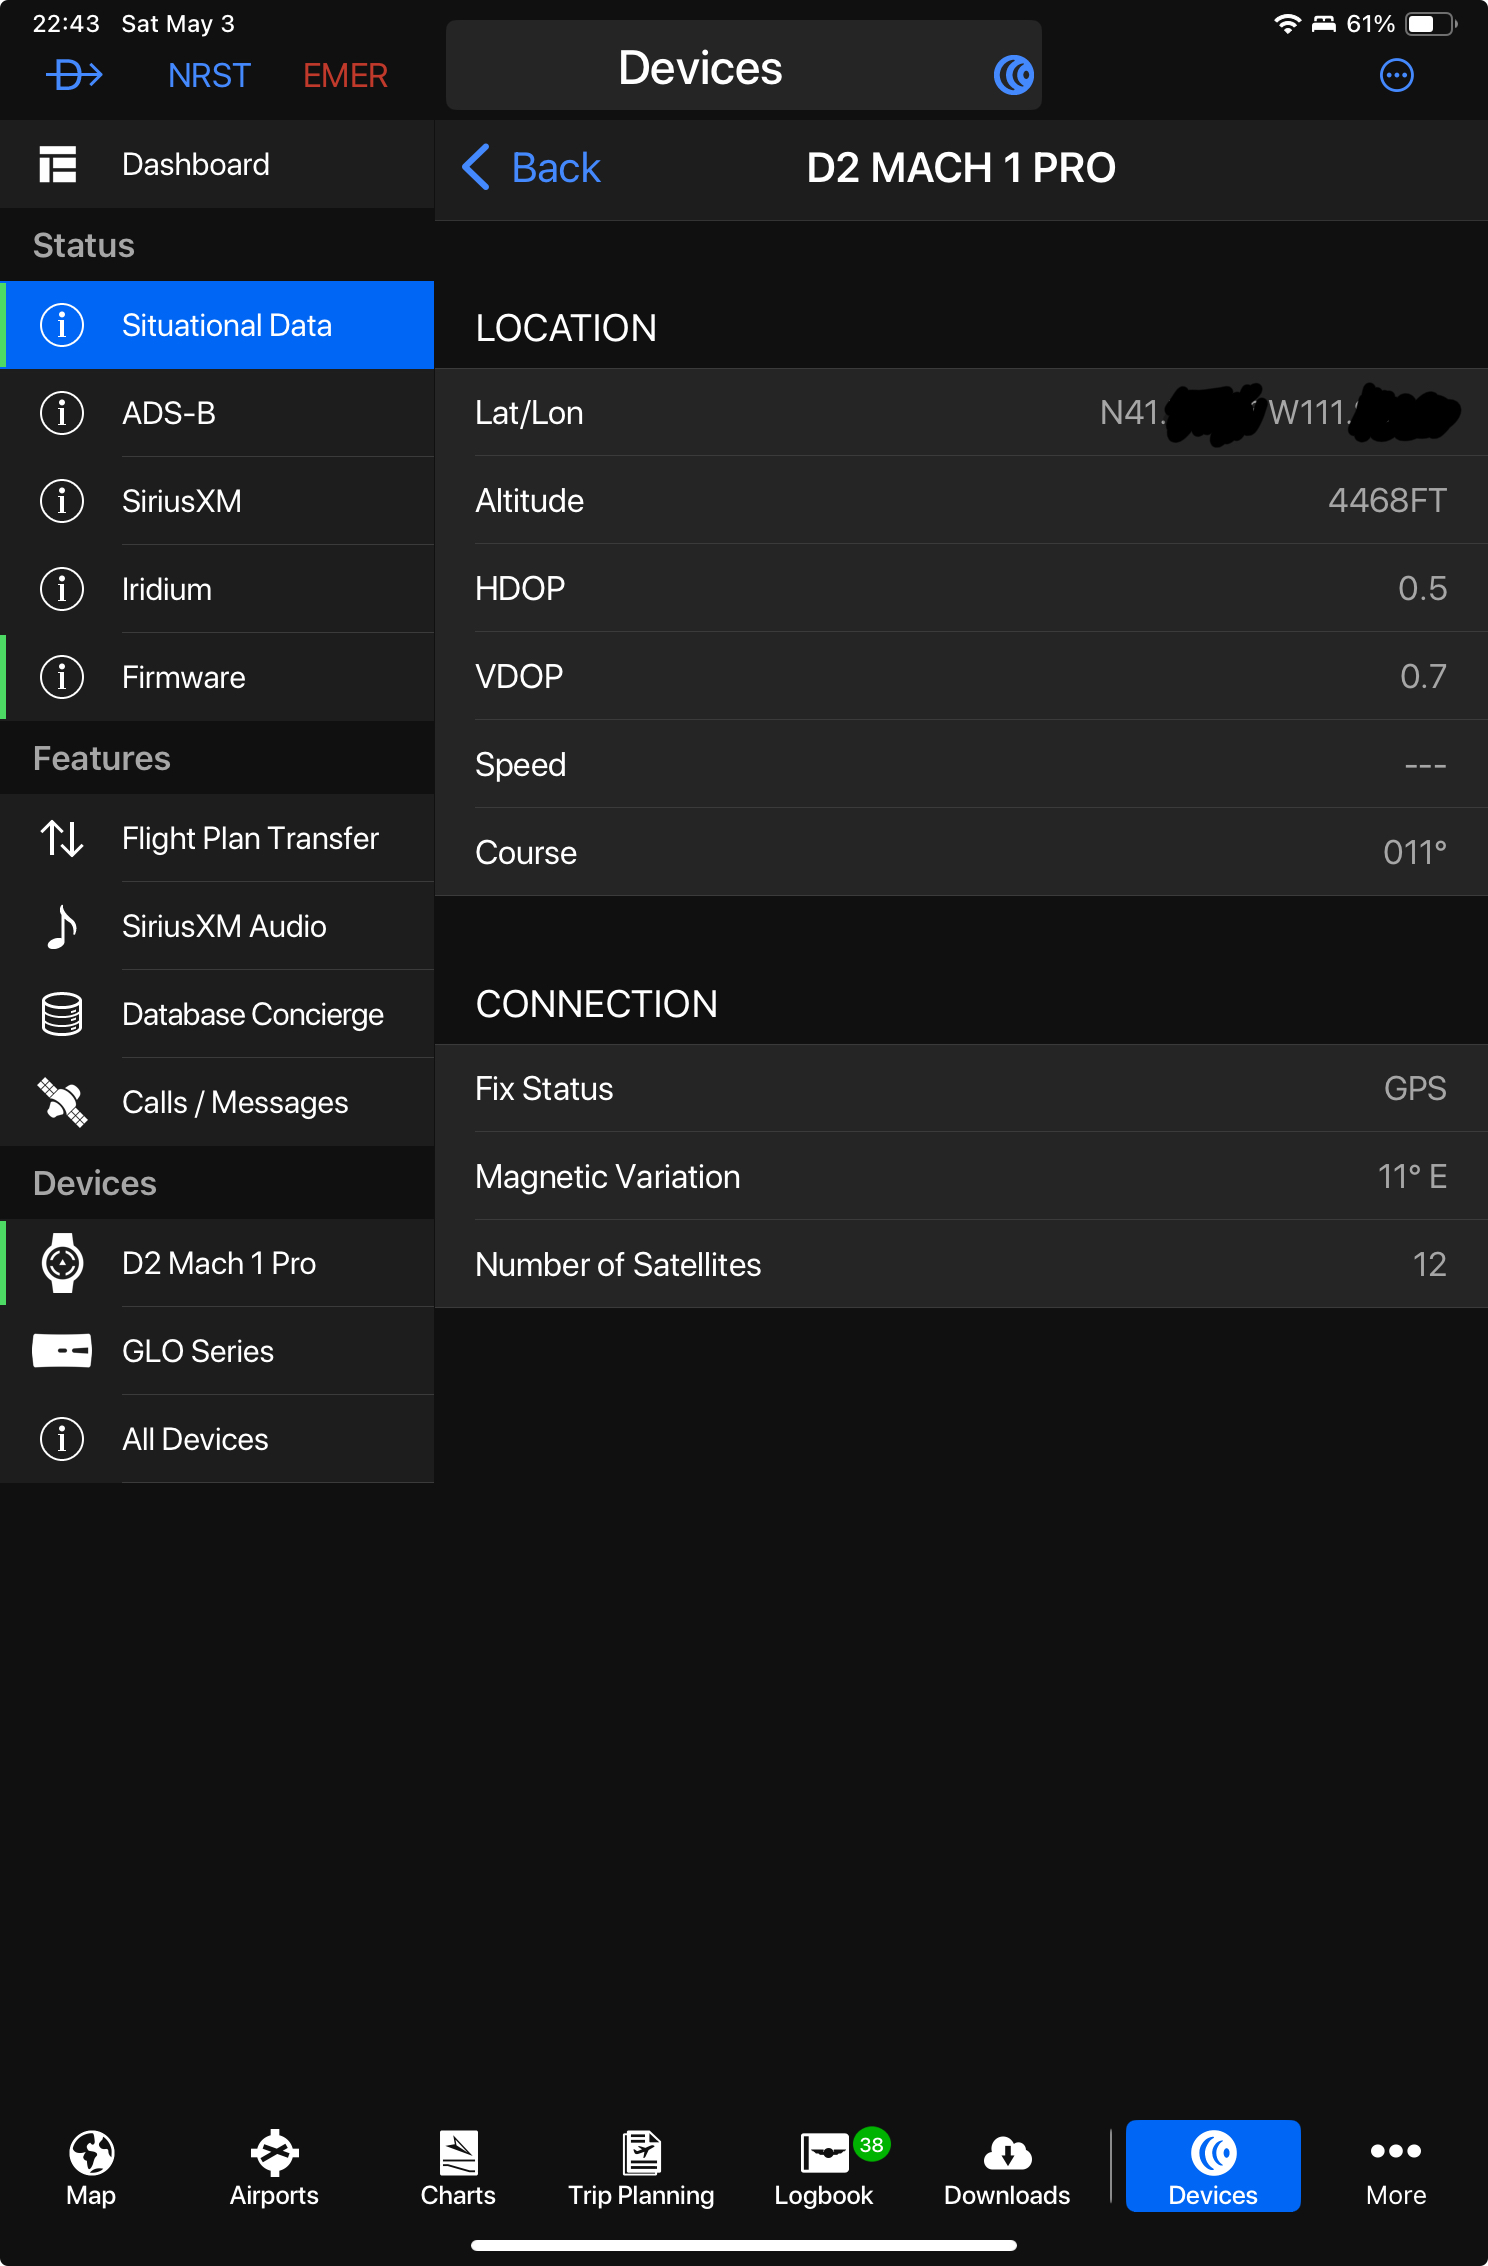 22:43 Sat May 3 61%
D NRST EMER Devices
Dashboard
Status
Situational Data
ADS-B
SiriusXM
Iridium
Firmware
Features
Flight Plan Transfer
SiriusXM Audio
Database Concierge
Calls / Messages
Devices
D2 Mach 1 Pro
GLO Series
All Devices
Back D2 MACH 1 PRO
LOCATION
Lat/Lon N41. W111.
Altitude 4468FT
HDOP 0.5
VDOP 0.7
Speed ---
Course 011°
CONNECTION
Fix Status GPS
Magnetic Variation 11° E
Number of Satellites 12
38
Map Airports Charts Trip Planning Logbook Downloads Devices More